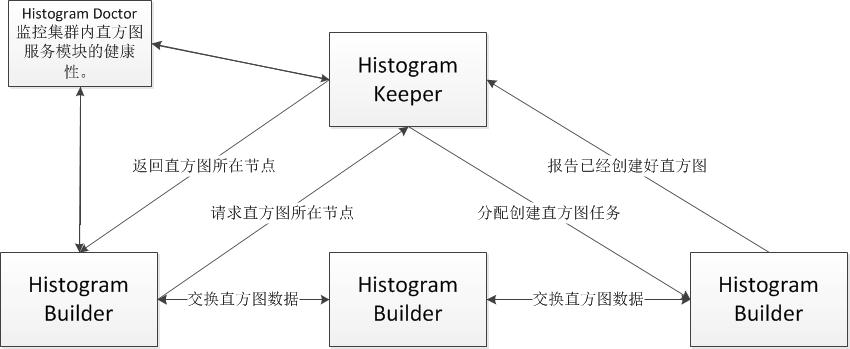 Histogram Doctor
监控集群内直方图
服务模块的健康
性。
Histogram
Keeper
返回直方图所在节点
报告已经创建好直方图
请求直方图所在节点
分配创建直方图任务
Histogram
Builder
交换直方图数据
Histogram
Builder
交换直方图数据
Histogram
Builder